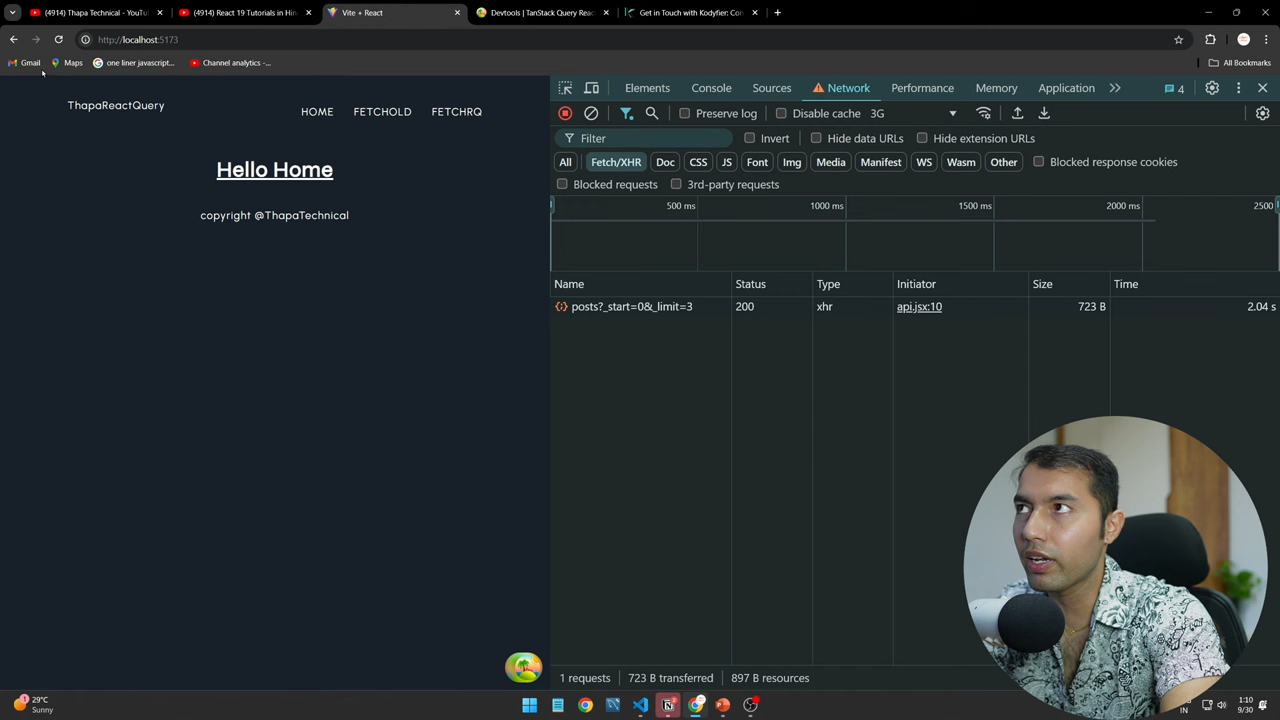 (4914) Thapa Technical - YouTu
(4914) React 19 Tutorials in Hin
Vite + React
Devtools | TanStack Query Reac
Get in Touch with Kodyfier: Con
http://localhost:5173
Gmail
Maps
one liner javascript...
Channel analytics -...
All Bookmarks
ThapaReactQuery
HOME
FETCHOLD
FETCHRQ
Hello Home
copyright @ThapaTechnical
Elements
Console
Sources
Network
Performance
Memory
Application
4
Preserve log
Disable cache
3G
Filter
Invert
Hide data URLs
Hide extension URLs
All
Fetch/XHR
Doc
CSS
JS
Font
Img
Media
Manifest
WS
Wasm
Other
Blocked response cookies
Blocked requests
3rd-party requests
500 ms
1000 ms
1500 ms
2000 ms
2500
Name
Status
Type
Initiator
Size
Time
posts?_start=0&_limit=3
200
xhr
api.jsx:10
723 B
2.04 s
1 requests
723 B transferred
897 B resources
1
29°C
Sunny
IN
1:10
9/30